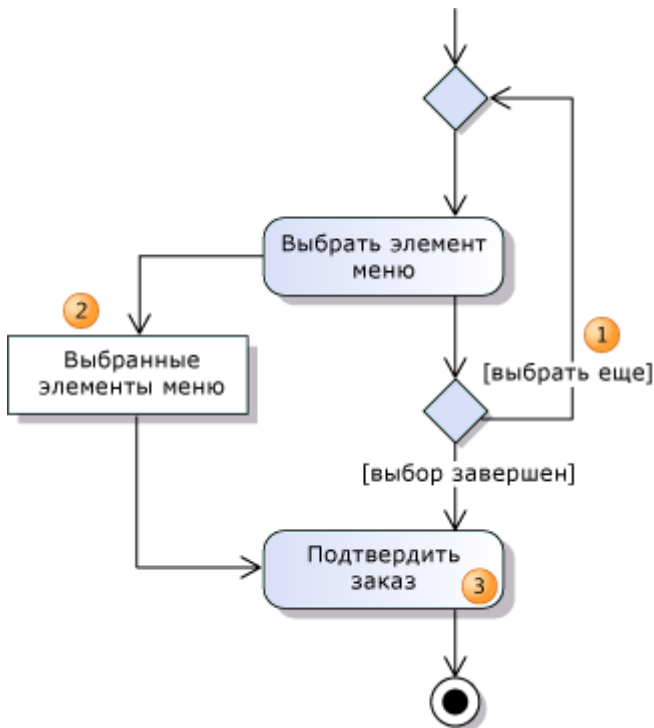 Выбрать элемент
меню
2
1
Выбранные
элементы меню
[выбрать еще]
[выбор завершен]
Подтвердить
заказ
3